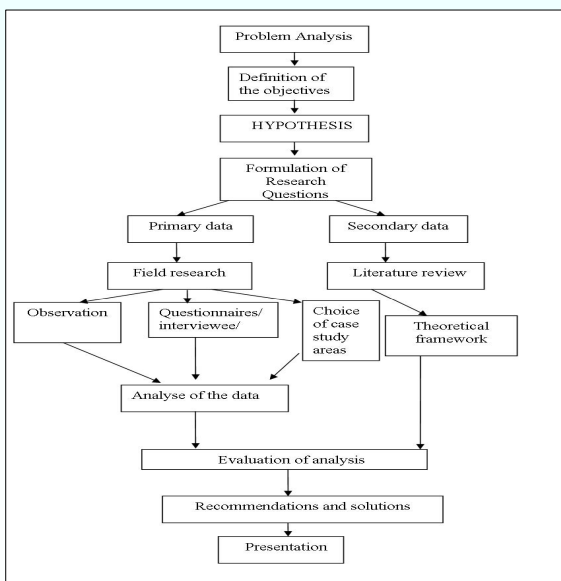 Problem Analysis
Definition of
the objectives
HYPOTHESIS
Formulation of
Research
Questions
Primary data
Secondary data
Field research
Literature review
Observation
Questionnaires/
interviewee/
Choice
of case
study
areas
Theoretical
framework
Analyse of the data
Evaluation of analysis
Recommendations and solutions
Presentation